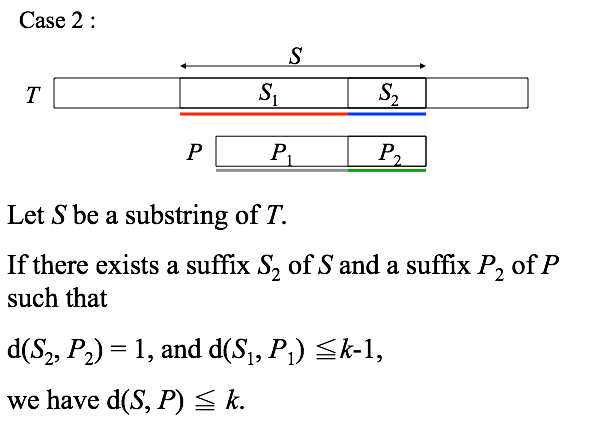 Case 2 :
S
T S₁ S₂
P P₁ P₂
Let S be a substring of T.
If there exists a suffix S₂ of S and a suffix P₂ of P
such that
d(S₂, P₂) = 1, and d(S₁, P₁) ≦k-1,
we have d(S, P) ≦ k.